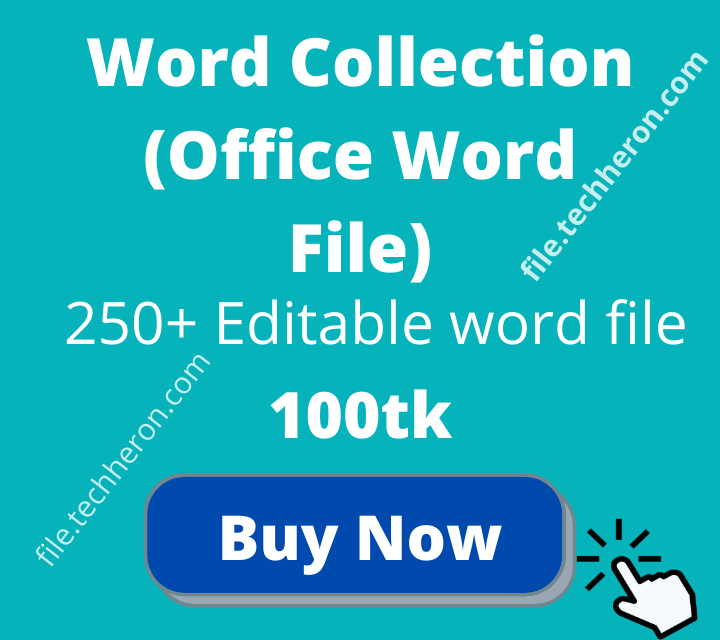 Word Collection
(Office Word
File)
file.techheron.com
250+ Editable word file
100tk
file.techheron.com
Buy Now